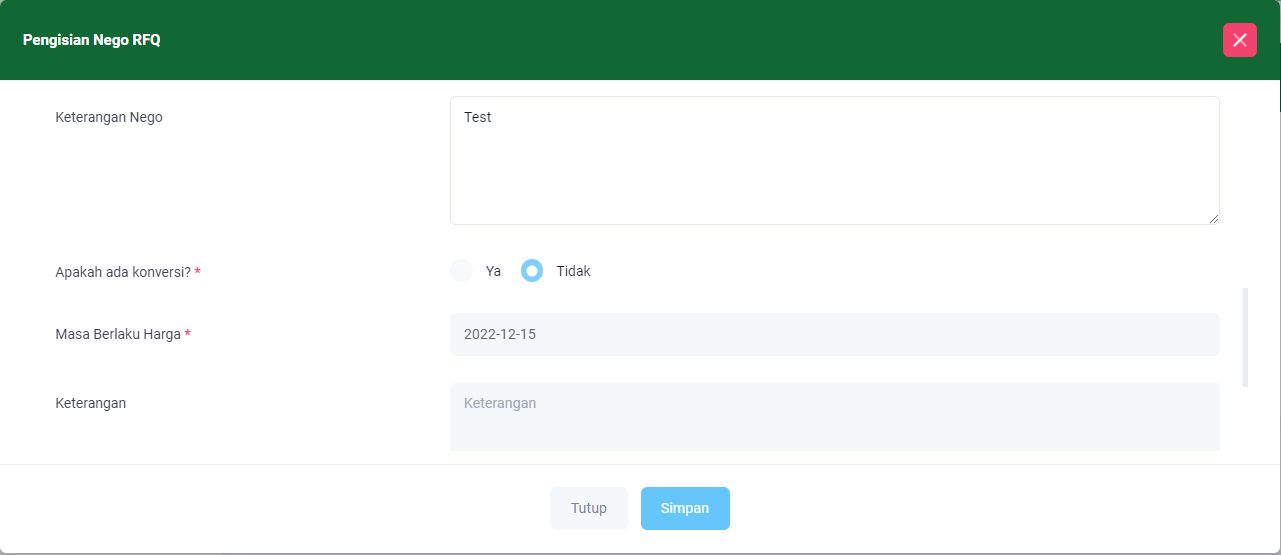 Pengisian Nego RFQ
Keterangan Nego
Test
Apakah ada konversi? *
Ya
Tidak
Masa Berlaku Harga *
2022-12-15
Keterangan
Keterangan
Tutup
Simpan